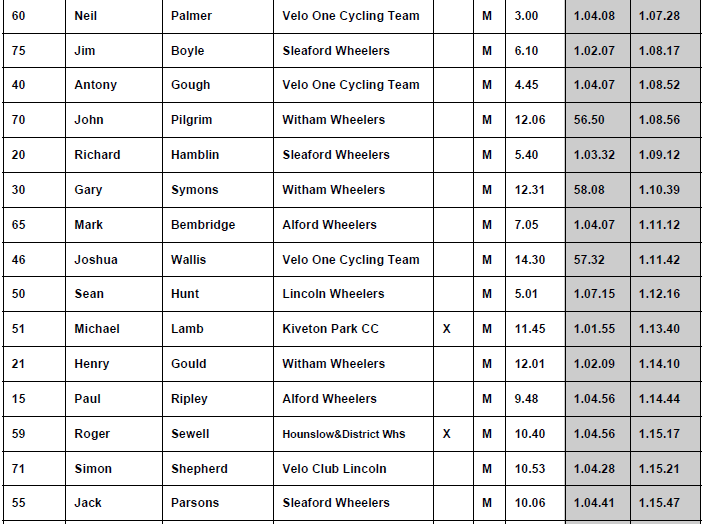 60 Neil Palmer Velo One Cycling Team M 3.00 1.04.08 1.07.28
75 Jim Boyle Sleaford Wheelers M 6.10 1.02.07 1.08.17
40 Antony Gough Velo One Cycling Team M 4.45 1.04.07 1.08.52
70 John Pilgrim Witham Wheelers M 12.06 56.50 1.08.56
20 Richard Hamblin Sleaford Wheelers M 5.40 1.03.32 1.09.12
30 Gary Symons Witham Wheelers M 12.31 58.08 1.10.39
65 Mark Bembridge Alford Wheelers M 7.05 1.04.07 1.11.12
46 Joshua Wallis Velo One Cycling Team M 14.30 57.32 1.11.42
50 Sean Hunt Lincoln Wheelers M 5.01 1.07.15 1.12.16
51 Michael Lamb Kiveton Park CC X M 11.45 1.01.55 1.13.40
21 Henry Gould Witham Wheelers M 12.01 1.02.09 1.14.10
15 Paul Ripley Alford Wheelers M 9.48 1.04.56 1.14.44
59 Roger Sewell Hounslow&District Whs X M 10.40 1.04.56 1.15.17
71 Simon Shepherd Velo Club Lincoln M 10.53 1.04.28 1.15.21
55 Jack Parsons Sleaford Wheelers M 10.06 1.04.41 1.15.47